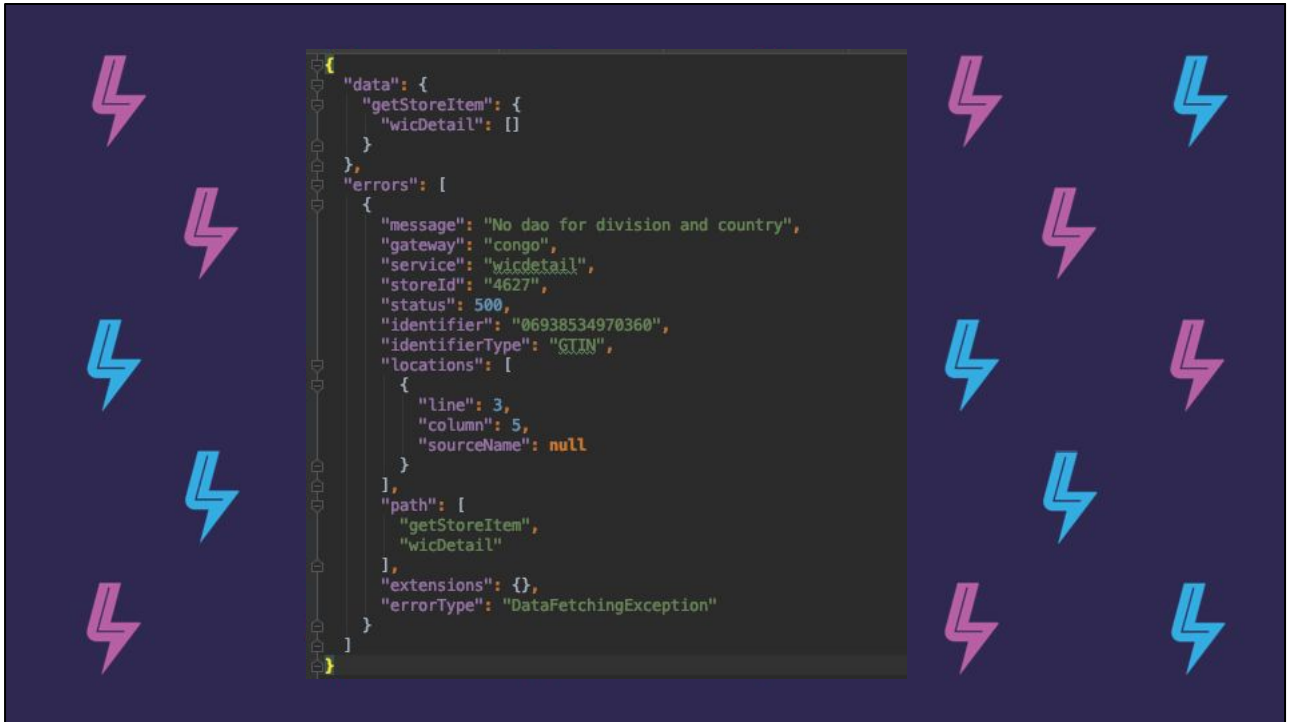 {
"data": {
"getStoreItem": {
"wicDetail": []
}
},
"errors": [
{
"message": "No dao for division and country",
"gateway": "congo",
"service": "wicdetail",
"storeId": "4627",
"status": 500,
"identifier": "06938534970360",
"identifierType": "GTIN",
"locations": [
{
"line": 3,
"column": 5,
"sourceName": null
}
],
"path": [
"getStoreItem",
"wicDetail"
],
"extensions": {},
"errorType": "DataFetchingException"
}
]
}